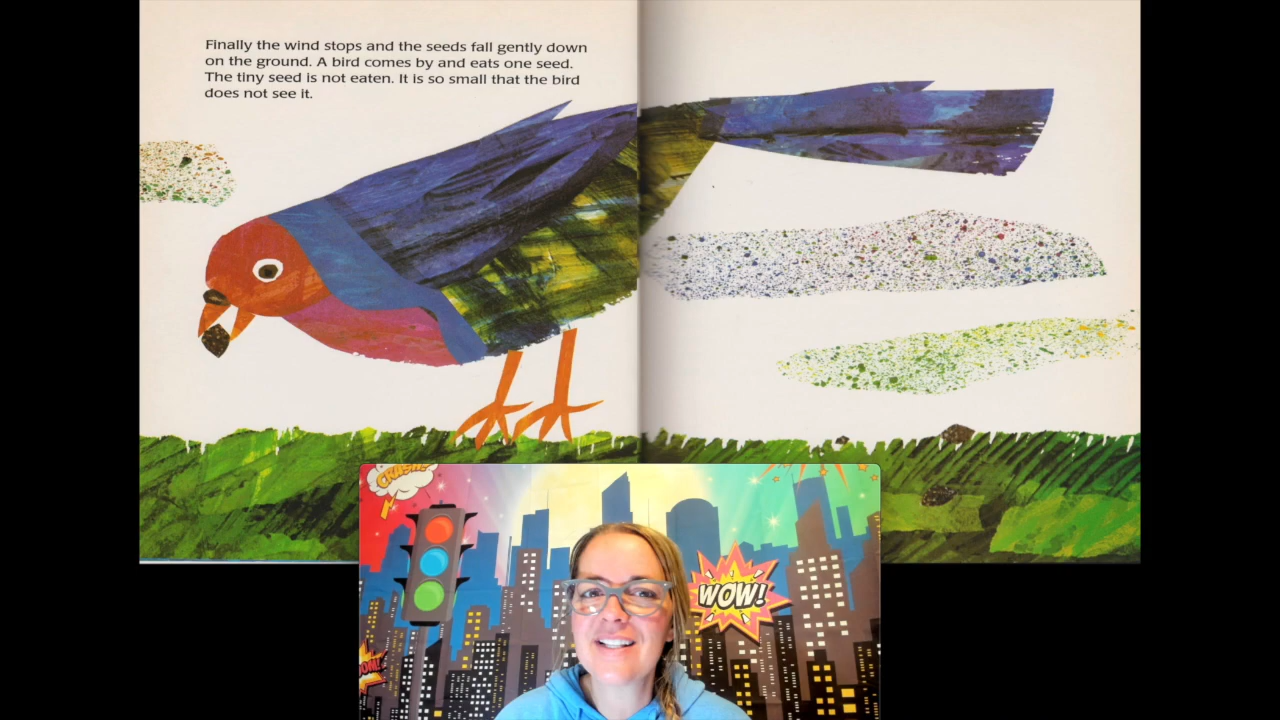 Finally the wind stops and the seeds fall gently down
on the ground. A bird comes by and eats one seed.
The tiny seed is not eaten. It is so small that the bird
does not see it.
CRASH!
WOW!